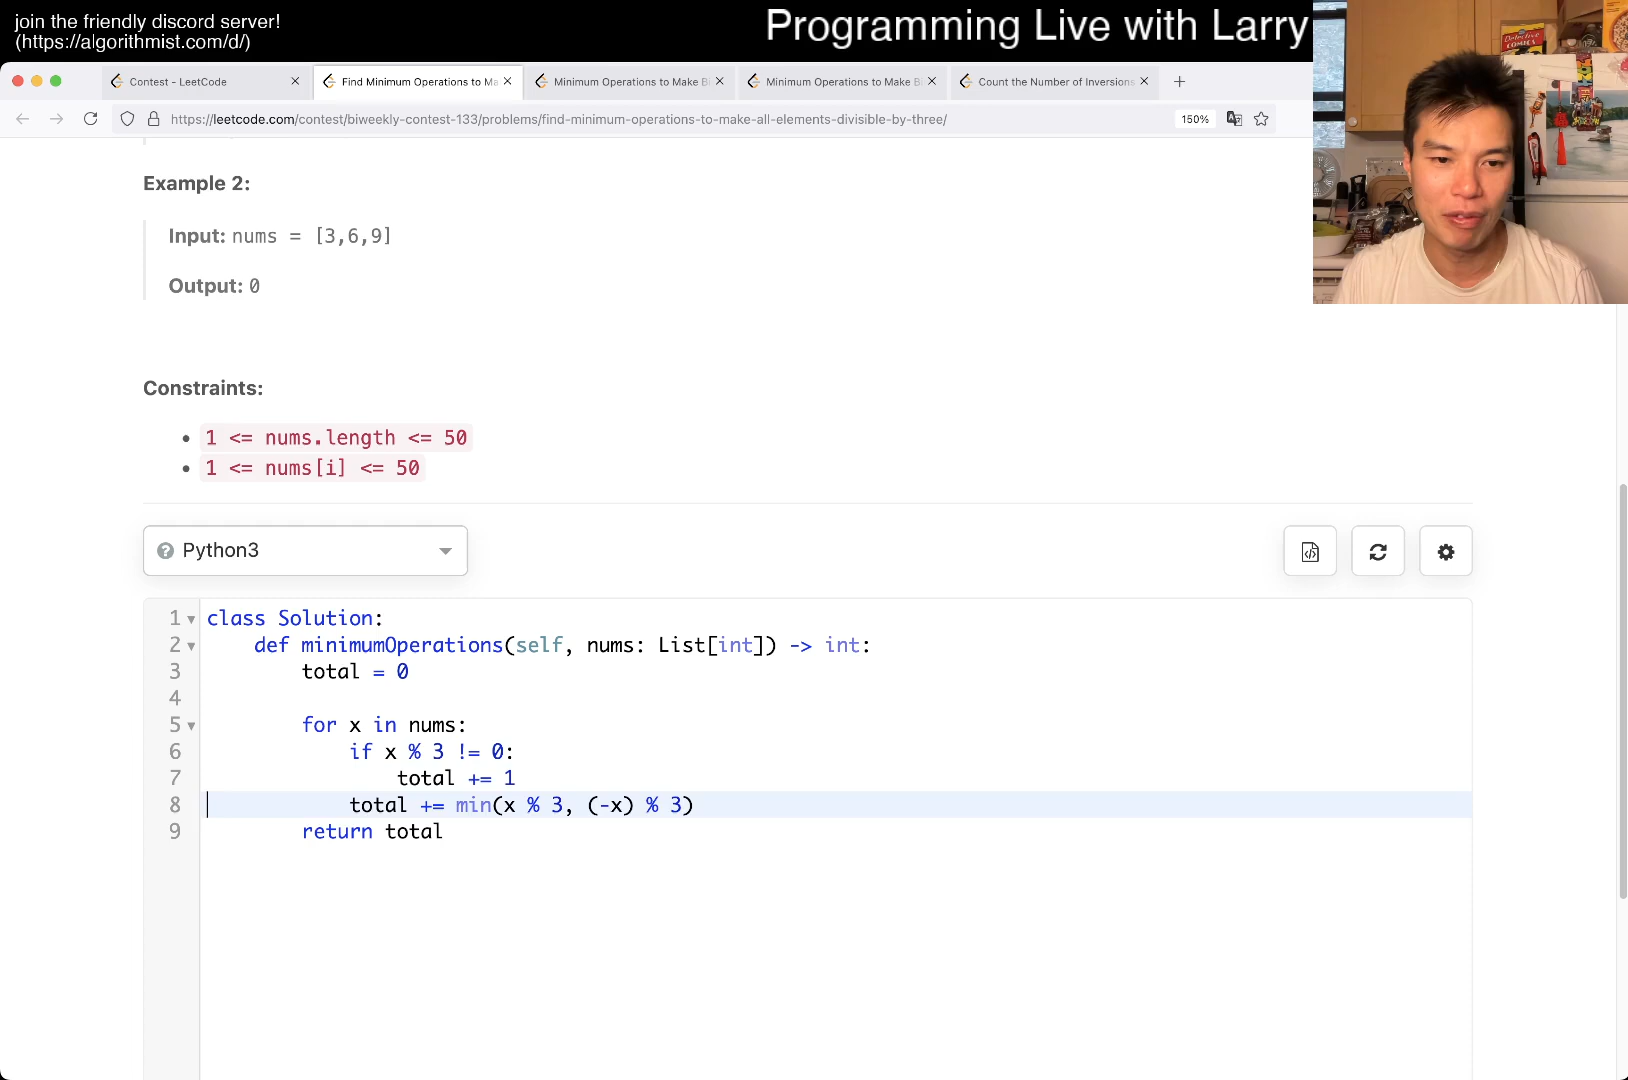 join the friendly discord server!
(https://algorithmist.com/d/)
Programming Live with Larry
Contest - LeetCode
Find Minimum Operations to Ma
Minimum Operations to Make Bi
Minimum Operations to Make Bi
Count the Number of Inversions
https://leetcode.com/contest/biweekly-contest-133/problems/find-minimum-operations-to-make-all-elements-divisible-by-three/
150%
Example 2:
Input: nums = [3,6,9]
Output: 0
Constraints:
1 <= nums.length <= 50
1 <= nums[i] <= 50
Python3
1 class Solution:
2 def minimumOperations(self, nums: List[int]) -> int:
3 total = 0
4
5 for x in nums:
6 if x % 3 != 0:
7 total += 1
8 total += min(x % 3, (-x) % 3)
9 return total